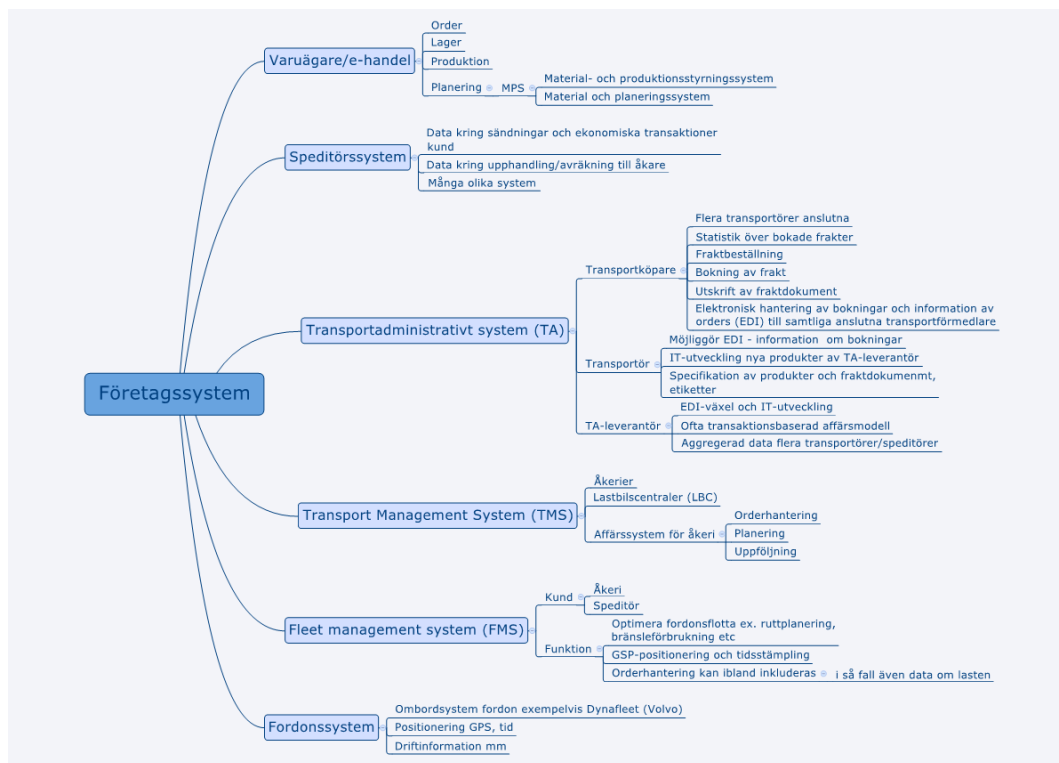 Företagssystem
Varuägare/e-handel
Order
Lager
Produktion
Planering
MPS
Material- och produktionsstyrningssystem
Material och planeringssystem
Speditörssystem
Data kring sändningar och ekonomiska transaktioner
kund
Data kring upphandling/avräkning till åkare
Många olika system
Transportadministrativt system (TA)
Transportköpare
Flera transportörer anslutna
Statistik över bokade frakter
Fraktbeställning
Bokning av frakt
Utskrift av fraktdokument
Elektronisk hantering av bokningar och information av
orders (EDI) till samtliga anslutna transportförmedlare
Transportör
Möjliggör EDI - information  om bokningar
IT-utveckling nya produkter av TA-leverantör
Specifikation av produkter och fraktdokumenmt,
etiketter
TA-leverantör
EDI-växel och IT-utveckling
Ofta transaktionsbaserad affärsmodell
Aggregerad data flera transportörer/speditörer
Transport Management System (TMS)
Åkerier
Lastbilscentraler (LBC)
Affärssystem för åkeri
Orderhantering
Planering
Uppföljning
Fleet management system (FMS)
Kund
Åkeri
Speditör
Funktion
Optimera fordonsflotta ex. ruttplanering,
bränsleförbrukning etc
GSP-positionering och tidsstämpling
Orderhantering kan ibland inkluderas
i så fall även data om lasten
Fordonssystem
Ombordsystem fordon exempelvis Dynafleet (Volvo)
Positionering GPS, tid
Driftinformation mm